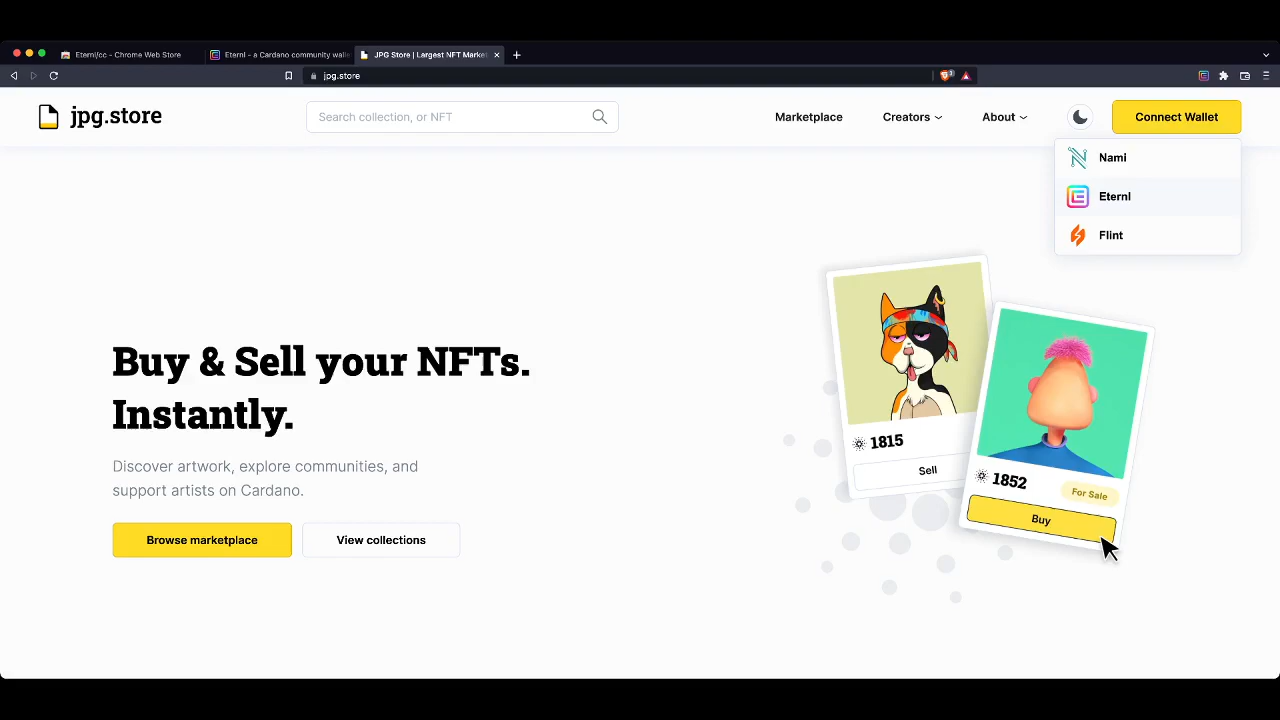 Eternl/cc - Chrome Web Store
Eternl - a Cardano community walle
JPG Store | Largest NFT Market
jpg.store
jpg.store
Search collection, or NFT
Marketplace
Creators
About
Connect Wallet
Nami
Eternl
Flint
Buy & Sell your NFTs.
Instantly.
Discover artwork, explore communities, and
support artists on Cardano.
Browse marketplace
View collections
1815
Sell
1852
For Sale
Buy